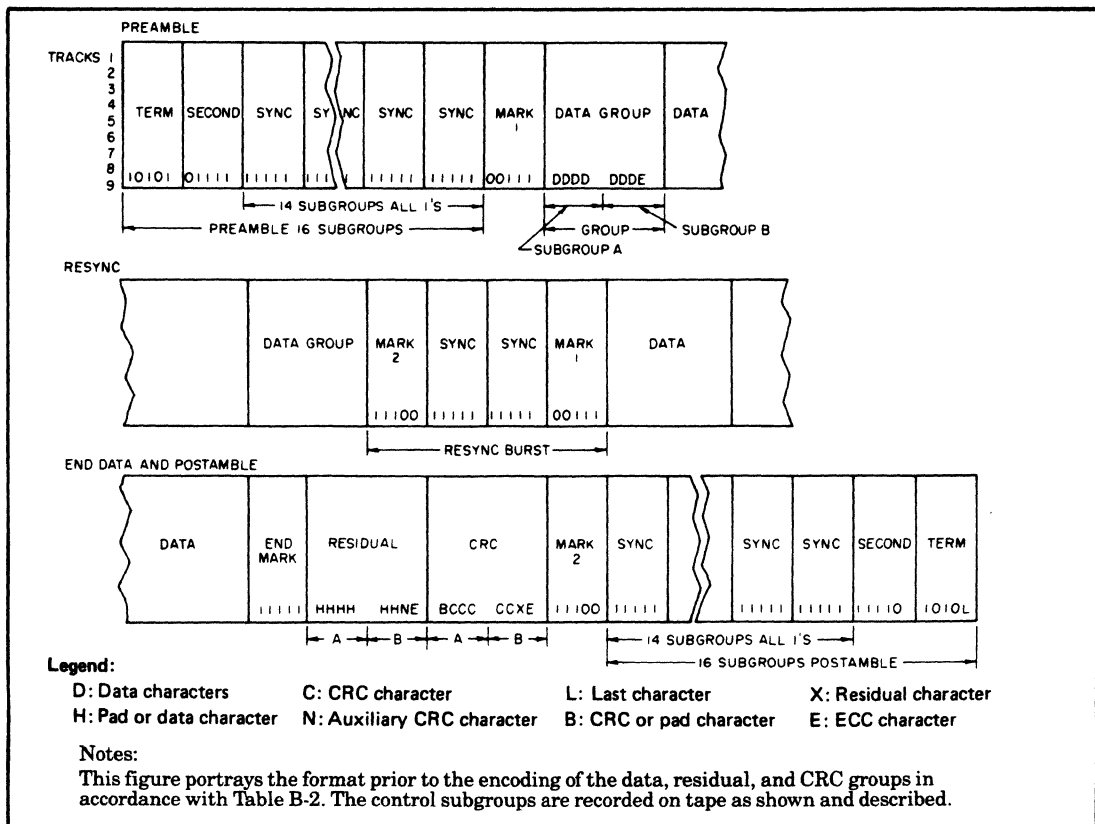 PREAMBLE
TRACKS 1
2
3
4
5
6
7
8
9
TERM SECOND SYNC SY NC SYNC SYNC MARK 1 DATA GROUP DATA
10101 01111 11111 111 1 11111 11111 00111 DDDD DDDE
14 SUBGROUPS ALL 1'S
PREAMBLE 16 SUBGROUPS
GROUP
SUBGROUP A
SUBGROUP B
RESYNC
DATA GROUP MARK 2 SYNC SYNC MARK 1 DATA
11100 11111 11111 00111
RESYNC BURST
END DATA AND POSTAMBLE
DATA END MARK RESIDUAL CRC MARK 2 SYNC SYNC SYNC SECOND TERM
11111 HHHH HHNE BCCC CCXE 11100 11111 11111 11111 11110 1010L
A B A B
14 SUBGROUPS ALL 1'S
16 SUBGROUPS POSTAMBLE
Legend:
D: Data characters C: CRC character L: Last character X: Residual character
H: Pad or data character N: Auxiliary CRC character B: CRC or pad character E: ECC character
Notes:
This figure portrays the format prior to the encoding of the data, residual, and CRC groups in
accordance with Table B-2. The control subgroups are recorded on tape as shown and described.